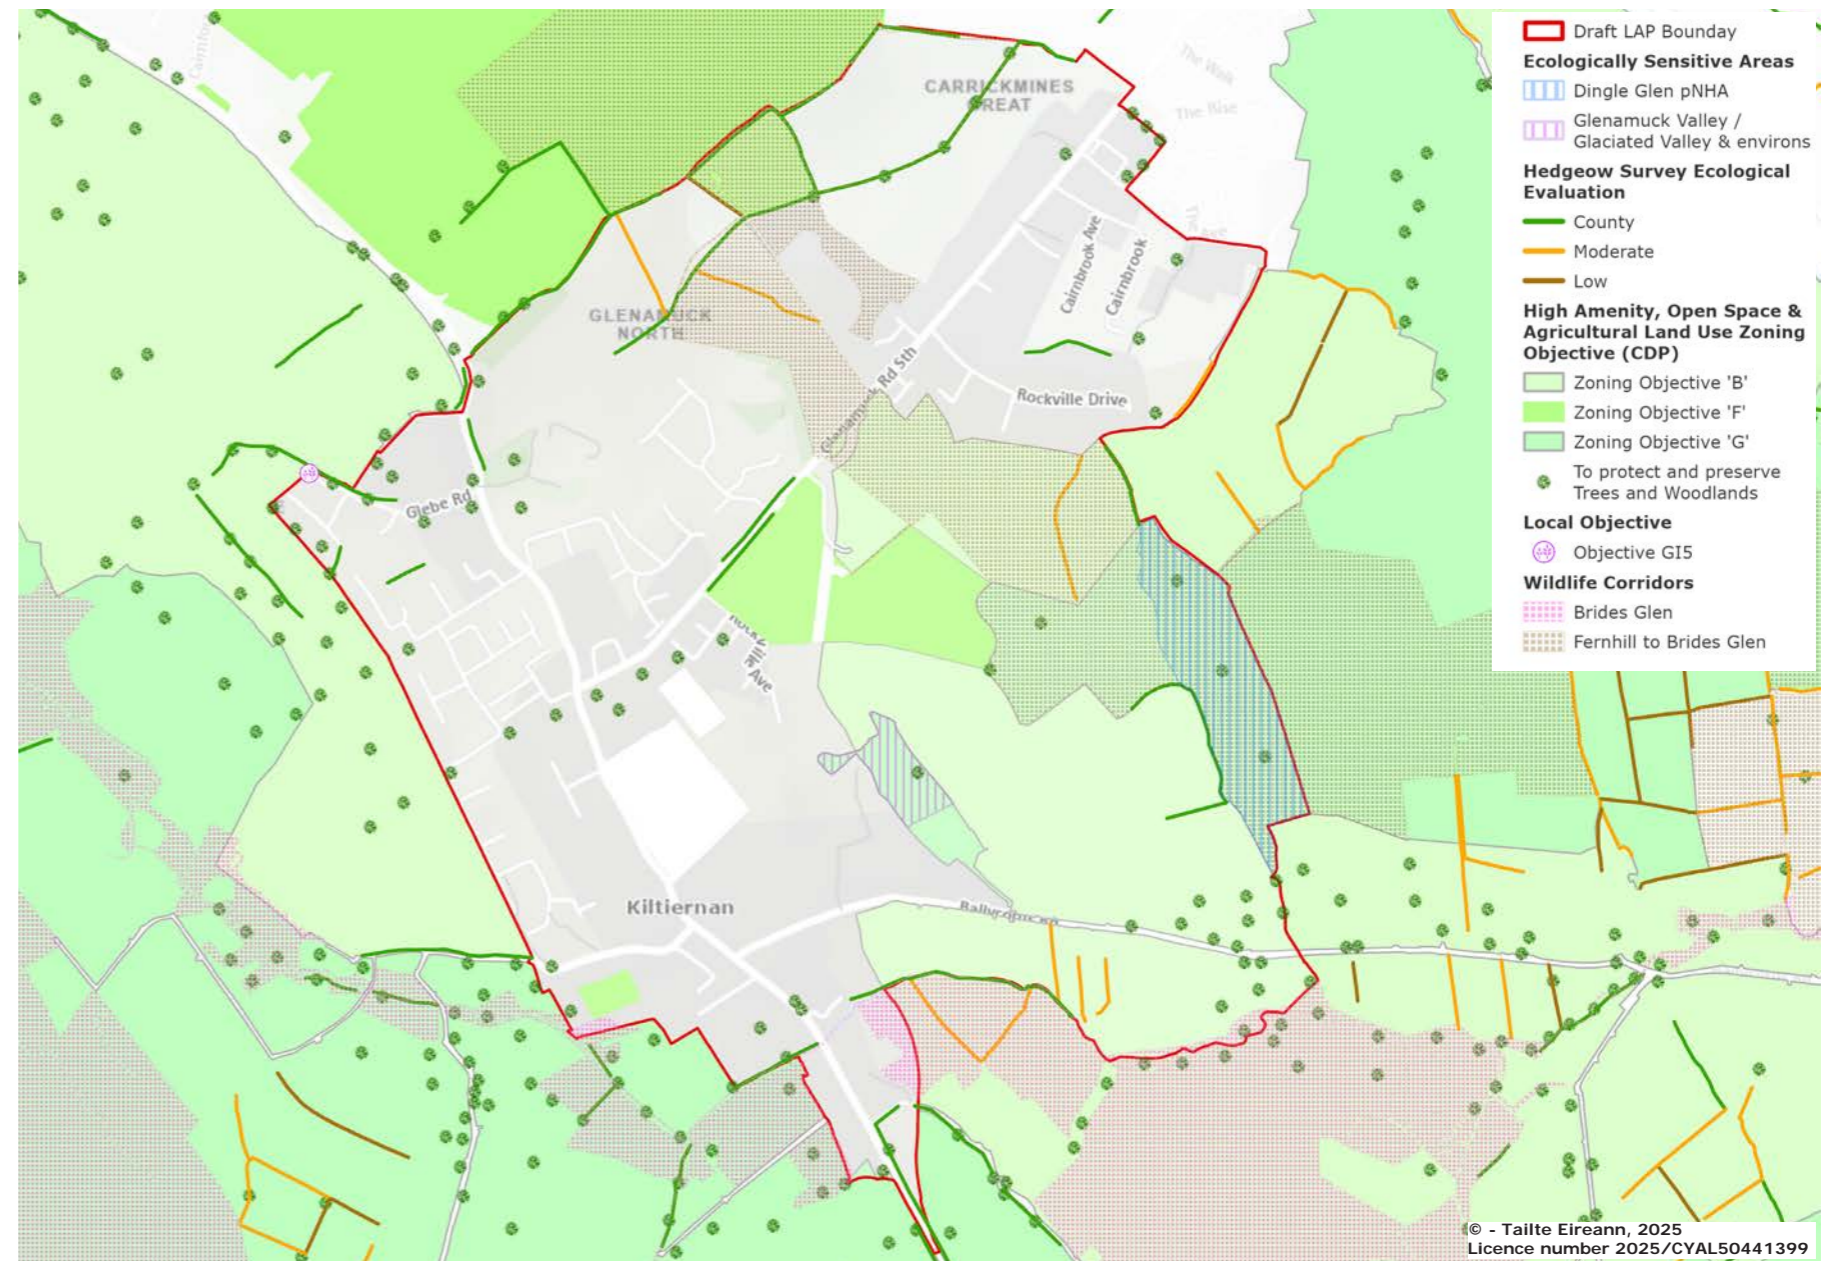 Draft LAP Bounday
Ecologically Sensitive Areas
Dingle Glen pNHA
Glenamuck Valley /
Glaciated Valley & environs
Hedgeow Survey Ecological
Evaluation
County
Moderate
Low
High Amenity, Open Space &
Agricultural Land Use Zoning
Objective (CDP)
Zoning Objective 'B'
Zoning Objective 'F'
Zoning Objective 'G'
To protect and preserve
Trees and Woodlands
Local Objective
Objective GI5
Wildlife Corridors
Brides Glen
Fernhill to Brides Glen
The Walk
The Rise
CARRICKMINES
GREAT
Cairnbrook Ave
Cairnbrook
GLENAMUCK
NORTH
Glenamuck Rd Sth
Rockville Drive
Glebe Rd
Rockville Ave
Kiltiernan
© - Tailte Eireann, 2025
Licence number 2025/CYAL50441399